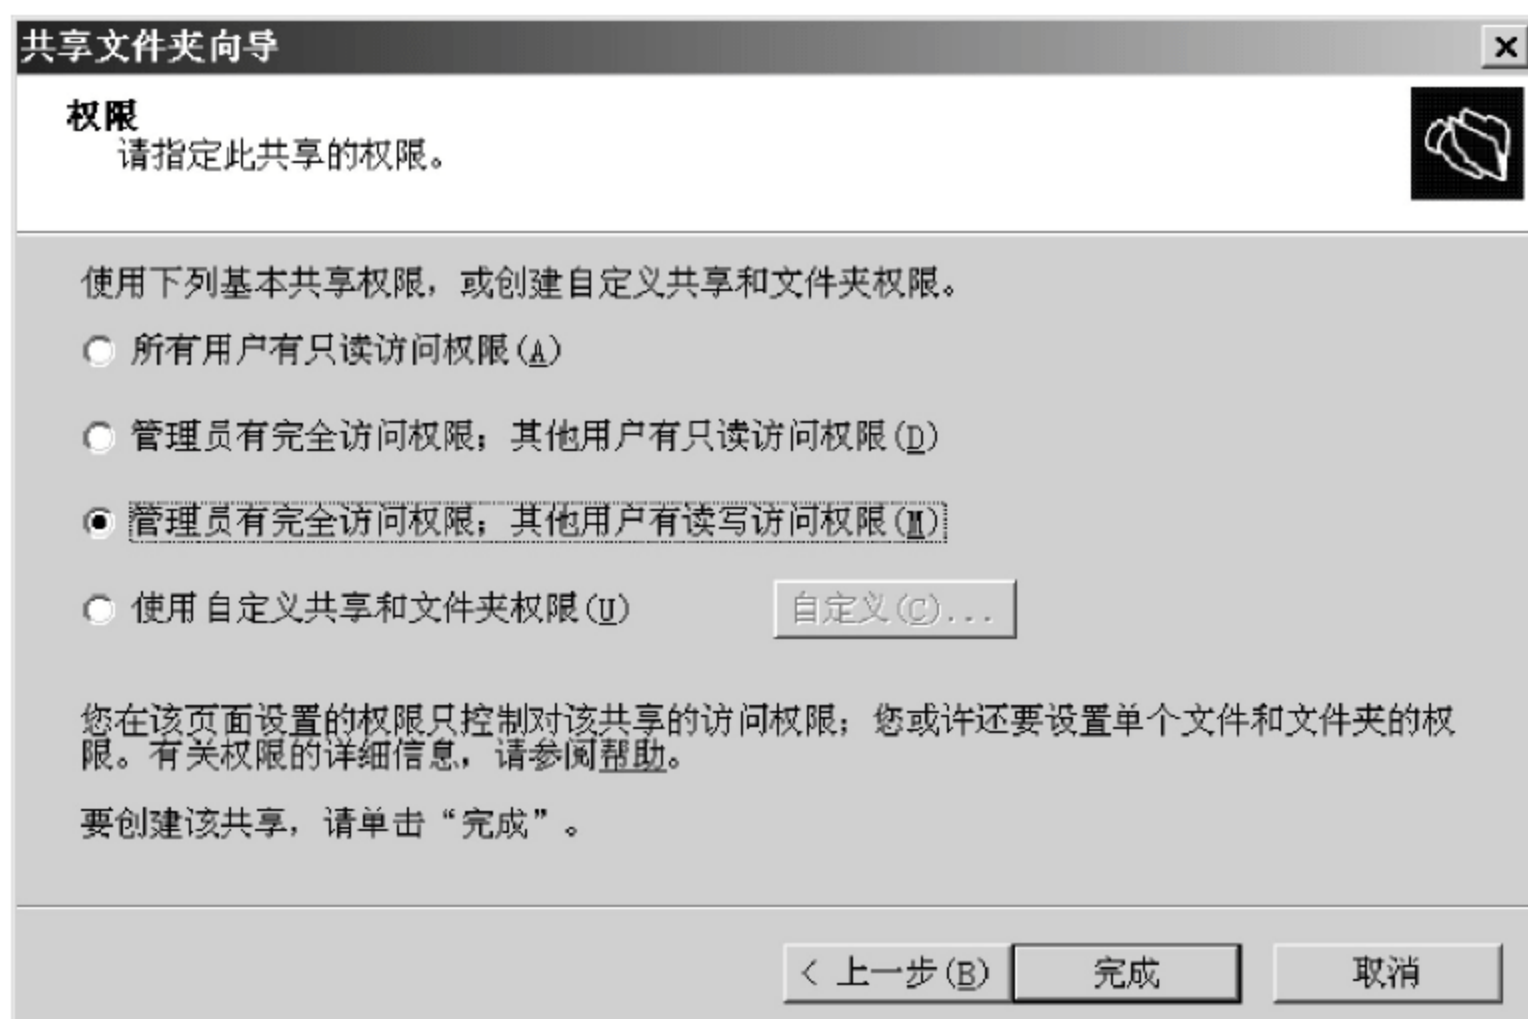 共享文件夹向导
权限
请指定此共享的权限。
使用下列基本共享权限，或创建自定义共享和文件夹权限。
所有用户有只读访问权限(A)
管理员有完全访问权限；其他用户有只读访问权限(D)
管理员有完全访问权限；其他用户有读写访问权限(M)
使用自定义共享和文件夹权限(U)
自定义(C)...
您在该页面设置的权限只控制对该共享的访问权限；您或许还要设置单个文件和文件夹的权
限。有关权限的详细信息，请参阅帮助。
要创建该共享，请单击“完成”。
< 上一步(B)
完成
取消